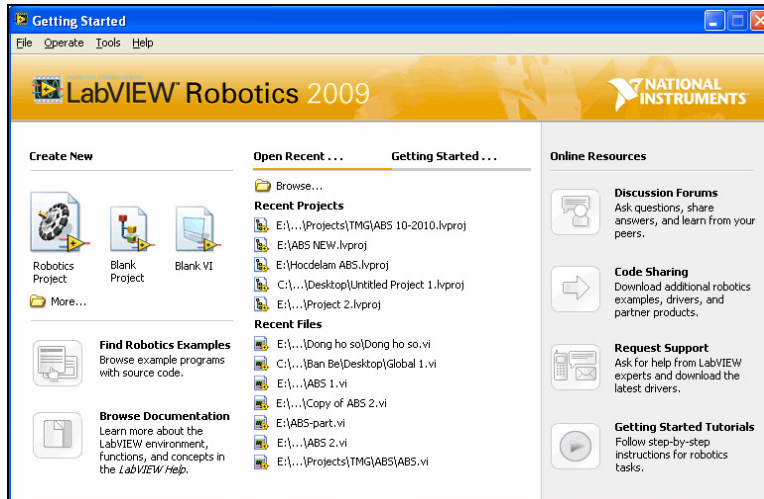 Getting Started
File Operate Tools Help
LabVIEW™ Robotics 2009
NATIONAL
INSTRUMENTS
Create New
Robotics
Project
Blank
Project
Blank VI
More...
Find Robotics Examples
Browse example programs
with source code.
Browse Documentation
Learn more about the
LabVIEW environment,
functions, and concepts in
the LabVIEW Help.
Open Recent . . .
Getting Started . . .
Browse...
Recent Projects
E:\...\Projects\TMG\ABS 10-2010.lvproj
E:\ABS NEW.lvproj
E:\Hocdelam ABS.lvproj
C:\...\Desktop\Untitled Project 1.lvproj
E:\...\Project 2.lvproj
Recent Files
E:\...\Dong ho so\Dong ho so.vi
C:\...\Ban Be\Desktop\Global 1.vi
E:\...\ABS 1.vi
E:\...\Copy of ABS 2.vi
E:\ABS-part.vi
E:\...\ABS 2.vi
E:\...\Projects\TMG\ABS\ABS.vi
Online Resources
Discussion Forums
Ask questions, share
answers, and learn from your
peers.
Code Sharing
Download additional robotics
examples, drivers, and
partner products.
Request Support
Ask for help from LabVIEW
experts and download the
latest drivers.
Getting Started Tutorials
Follow step-by-step
instructions for robotics
tasks.